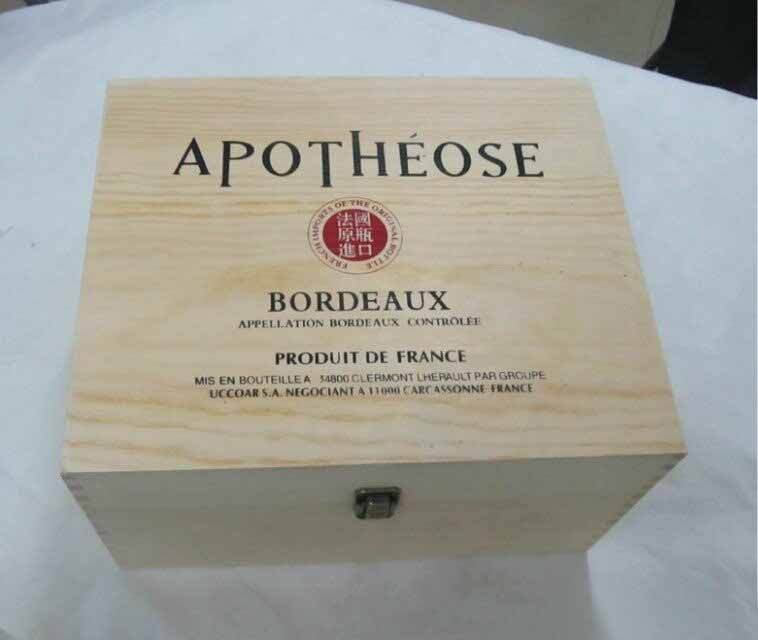 APOTHÉOSE
FRENCH IMPORTS OF THE ORIGINAL BOTTLE
法國
原瓶
進口
BORDEAUX
APPELLATION BORDEAUX CONTRÔLÉE
PRODUIT DE FRANCE
MIS EN BOUTEILLE A 34800 CLERMONT LHERAULT PAR GROUPE
UCCOAR S.A. NEGOCIANT A 11000 CARCASSONNE FRANCE